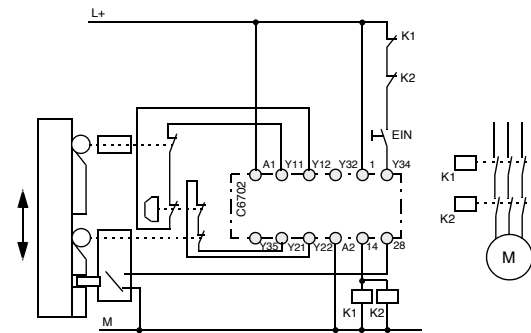 L+
K1
K2
EIN
A1 Y11 Y12 Y32 1 Y34
C6702
Y35 Y21 Y22 A2 14 28
K1 K2
M
K1
K2
M